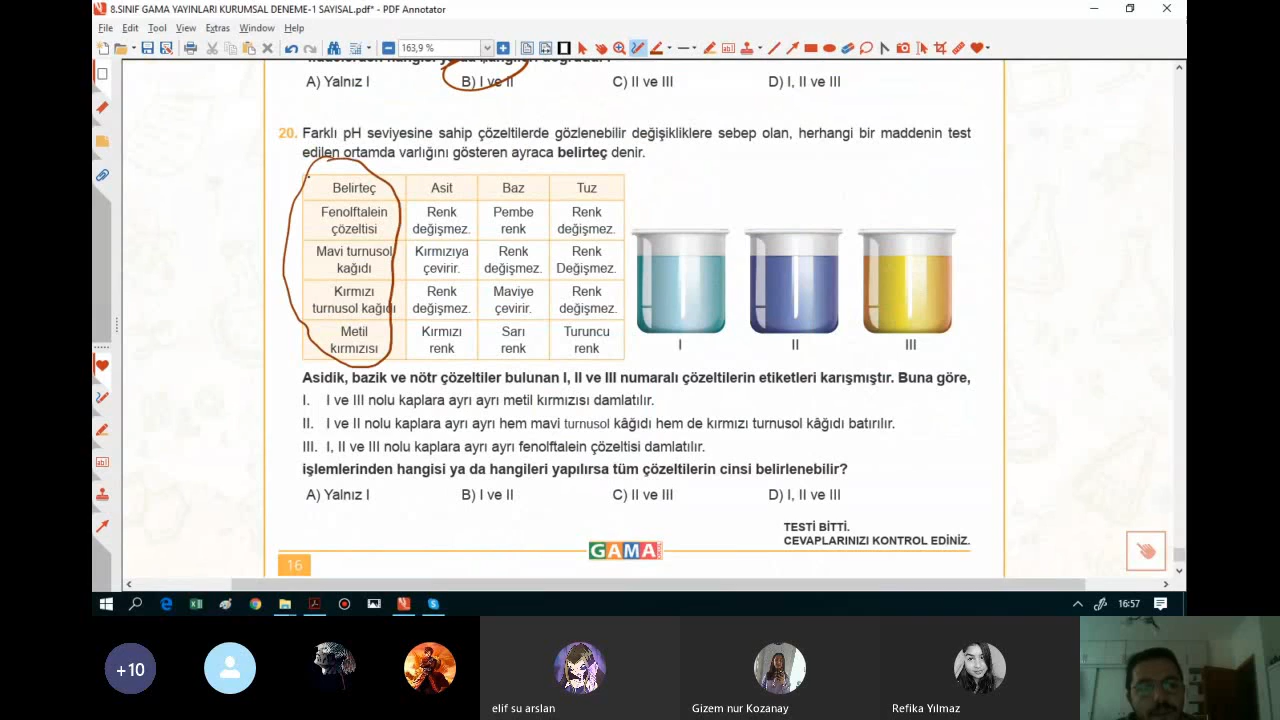 8.SINIF GAMA YAYINLARI KURUMSAL DENEME-1 SAYISAL.pdf* - PDF Annotator
File Edit Tool View Extras Window Help
163,9 %
A) Yalnız I B) I ve II C) II ve III D) I, II ve III
20. Farklı pH seviyesine sahip çözeltilerde gözlenebilir değişikliklere sebep olan, herhangi bir maddenin test
edilen ortamda varlığını gösteren ayraca belirteç denir.
Belirteç Asit Baz Tuz
Fenolftalein Renk Pembe Renk
çözeltisi değişmez. renk değişmez.
Mavi turnusol Kırmızıya Renk Renk
kağıdı çevirir. değişmez. Değişmez.
Kırmızı Renk Maviye Renk
turnusol kağıdı değişmez. çevirir. değişmez.
Metil Kırmızı Sarı Turuncu
kırmızısı renk renk renk
I II III
Asidik, bazik ve nötr çözeltiler bulunan I, II ve III numaralı çözeltilerin etiketleri karışmıştır. Buna göre,
I. I ve III nolu kaplara ayrı ayrı metil kırmızısı damlatılır.
II. I ve II nolu kaplara ayrı ayrı hem mavi turnusol kâğıdı hem de kırmızı turnusol kâğıdı batırılır.
III. I, II ve III nolu kaplara ayrı ayrı fenolftalein çözeltisi damlatılır.
işlemlerinden hangisi ya da hangileri yapılırsa tüm çözeltilerin cinsi belirlenebilir?
A) Yalnız I B) I ve II C) II ve III D) I, II ve III
TESTİ BİTTİ.
CEVAPLARINIZI KONTROL EDİNİZ.
GAMA
16
16:57
+10
elif su arslan Gizem nur Kozanay Refika Yılmaz